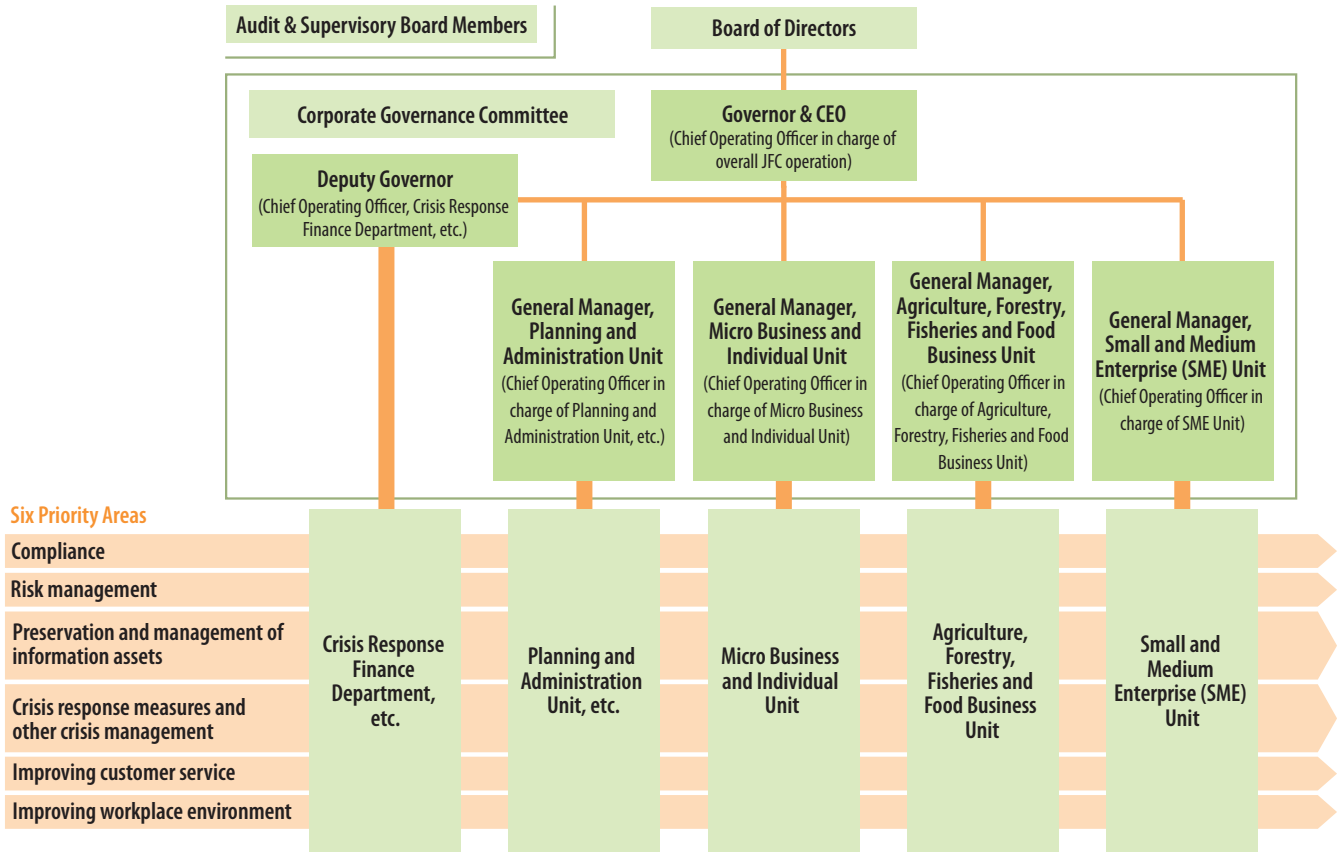 Audit & Supervisory Board Members
Board of Directors
Corporate Governance Committee
Governor & CEO
(Chief Operating Officer in charge of
overall JFC operation)
Deputy Governor
(Chief Operating Officer, Crisis Response
Finance Department, etc.)
General Manager,
Planning and
Administration Unit
(Chief Operating Officer in
charge of Planning and
Administration Unit, etc.)
General Manager,
Micro Business and
Individual Unit
(Chief Operating Officer in
charge of Micro Business
and Individual Unit)
General Manager,
Agriculture, Forestry,
Fisheries and Food
Business Unit
(Chief Operating Officer in
charge of Agriculture,
Forestry, Fisheries and Food
Business Unit)
General Manager,
Small and Medium
Enterprise (SME) Unit
(Chief Operating Officer in
charge of SME Unit)
Six Priority Areas
Compliance
Risk management
Preservation and management of
information assets
Crisis response measures and
other crisis management
Improving customer service
Improving workplace environment
Crisis Response
Finance
Department,
etc.
Planning and
Administration
Unit, etc.
Micro Business
and Individual
Unit
Agriculture,
Forestry,
Fisheries and
Food Business
Unit
Small and
Medium
Enterprise (SME)
Unit